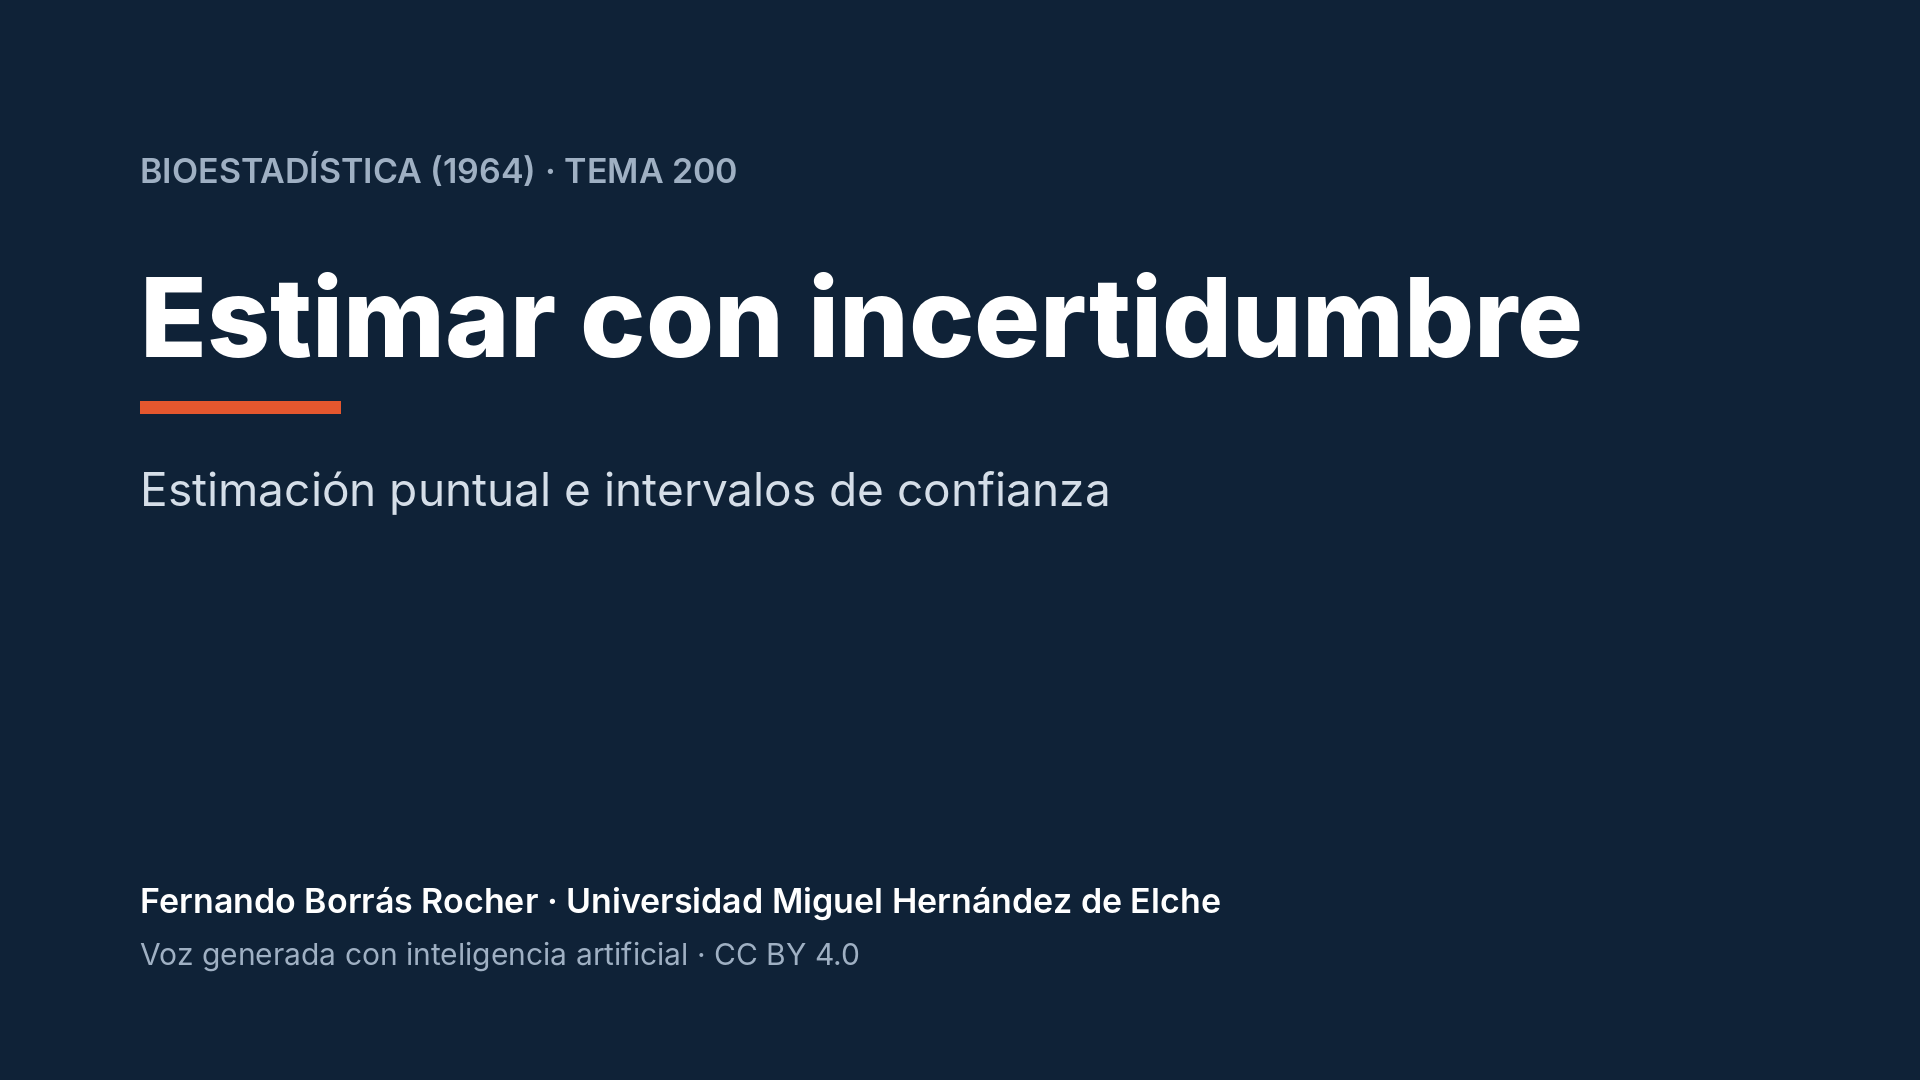 BIOESTADÍSTICA (1964) · TEMA 200
Estimar con incertidumbre
Estimación puntual e intervalos de confianza
Fernando Borrás Rocher · Universidad Miguel Hernández de Elche
Voz generada con inteligencia artificial · CC BY 4.0